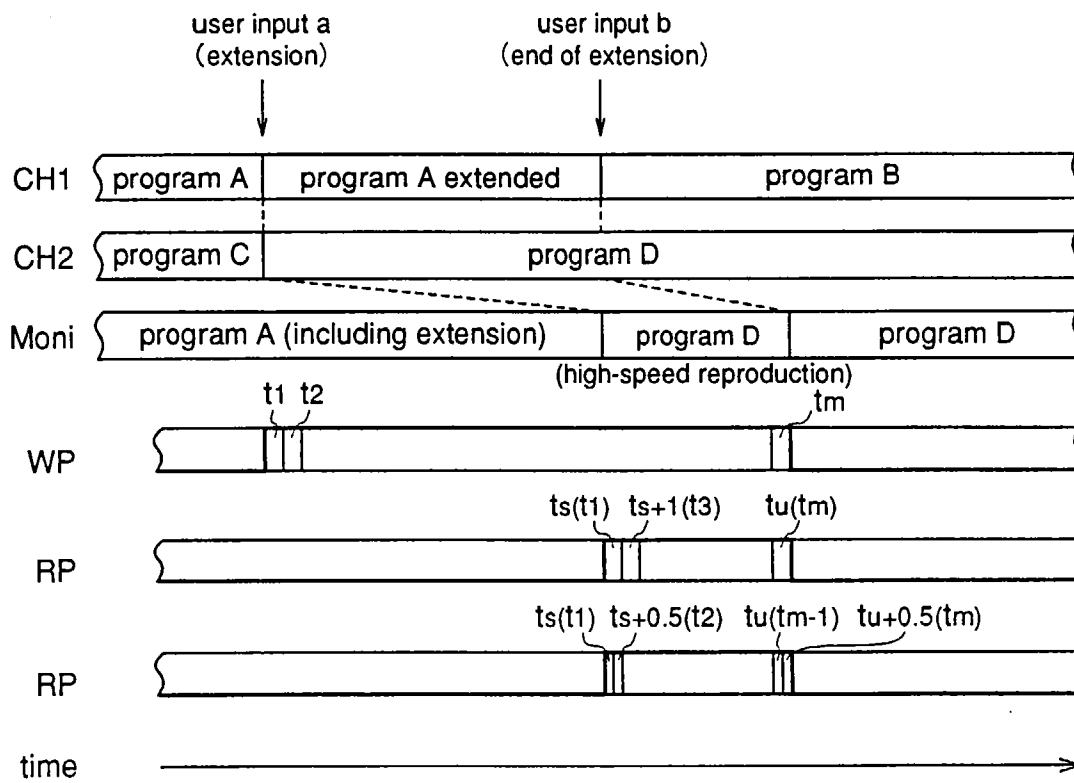 user input a
(extension)
user input b
(end of extension)
CH1 program A program A extended program B
CH2 program C program D
Moni program A (including extension) program D program D
(high-speed reproduction)
t1 t2 tm
WP
ts(t1) ts+1(t3) tu(tm)
RP
ts(t1) ts+0.5(t2) tu(tm-1) tu+0.5(tm)
RP
time